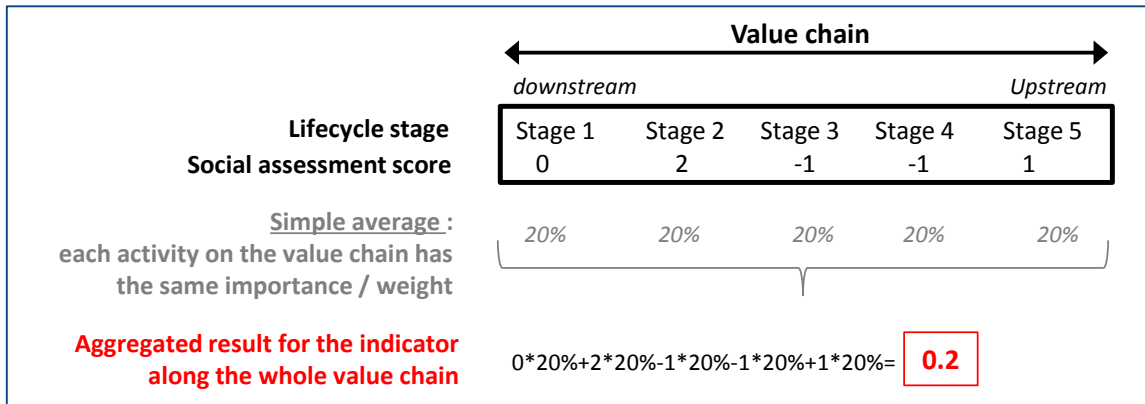 Value chain
downstream Upstream
Lifecycle stage Stage 1 Stage 2 Stage 3 Stage 4 Stage 5
Social assessment score 0 2 -1 -1 1
Simple average :
20% 20% 20% 20% 20%
each activity on the value chain has
the same importance / weight
Aggregated result for the indicator
along the whole value chain
0*20%+2*20%-1*20%-1*20%+1*20%= 0.2